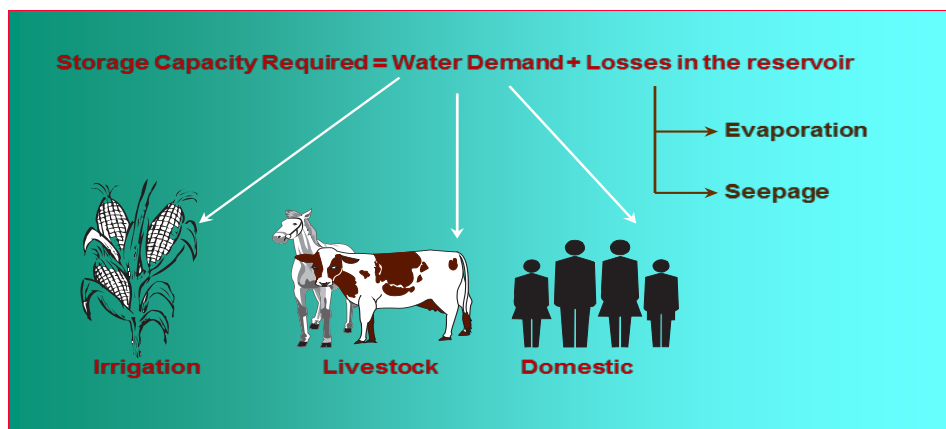 Storage Capacity Required = Water Demand + Losses in the reservoir
Evaporation
Seepage
Irrigation
Livestock
Domestic